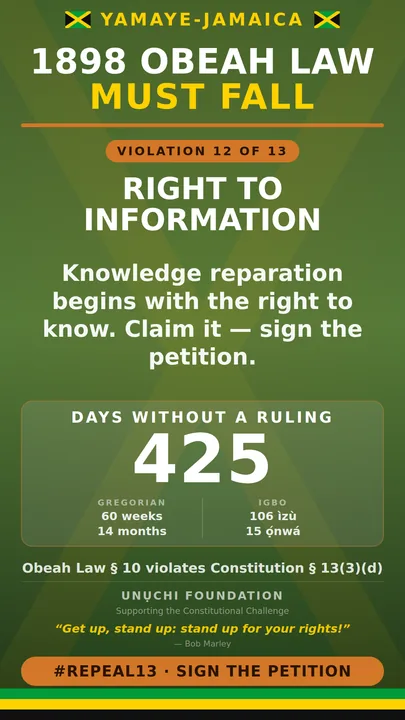 YAMAYE-JAMAICA
1898 OBEAH LAW
MUST FALL
VIOLATION 12 OF 13
RIGHT TO
INFORMATION
Knowledge reparation
begins with the right to
know. Claim it — sign the
petition.
DAYS WITHOUT A RULING
425
GREGORIAN
60 weeks
14 months
IGBO
106 ìzù
15 ọ́nwá
Obeah Law § 10 violates Constitution § 13(3)(d)
UNỤCHI FOUNDATION
Supporting the Constitutional Challenge
“Get up, stand up: stand up for your rights!”
— Bob Marley
#REPEAL13 · SIGN THE PETITION